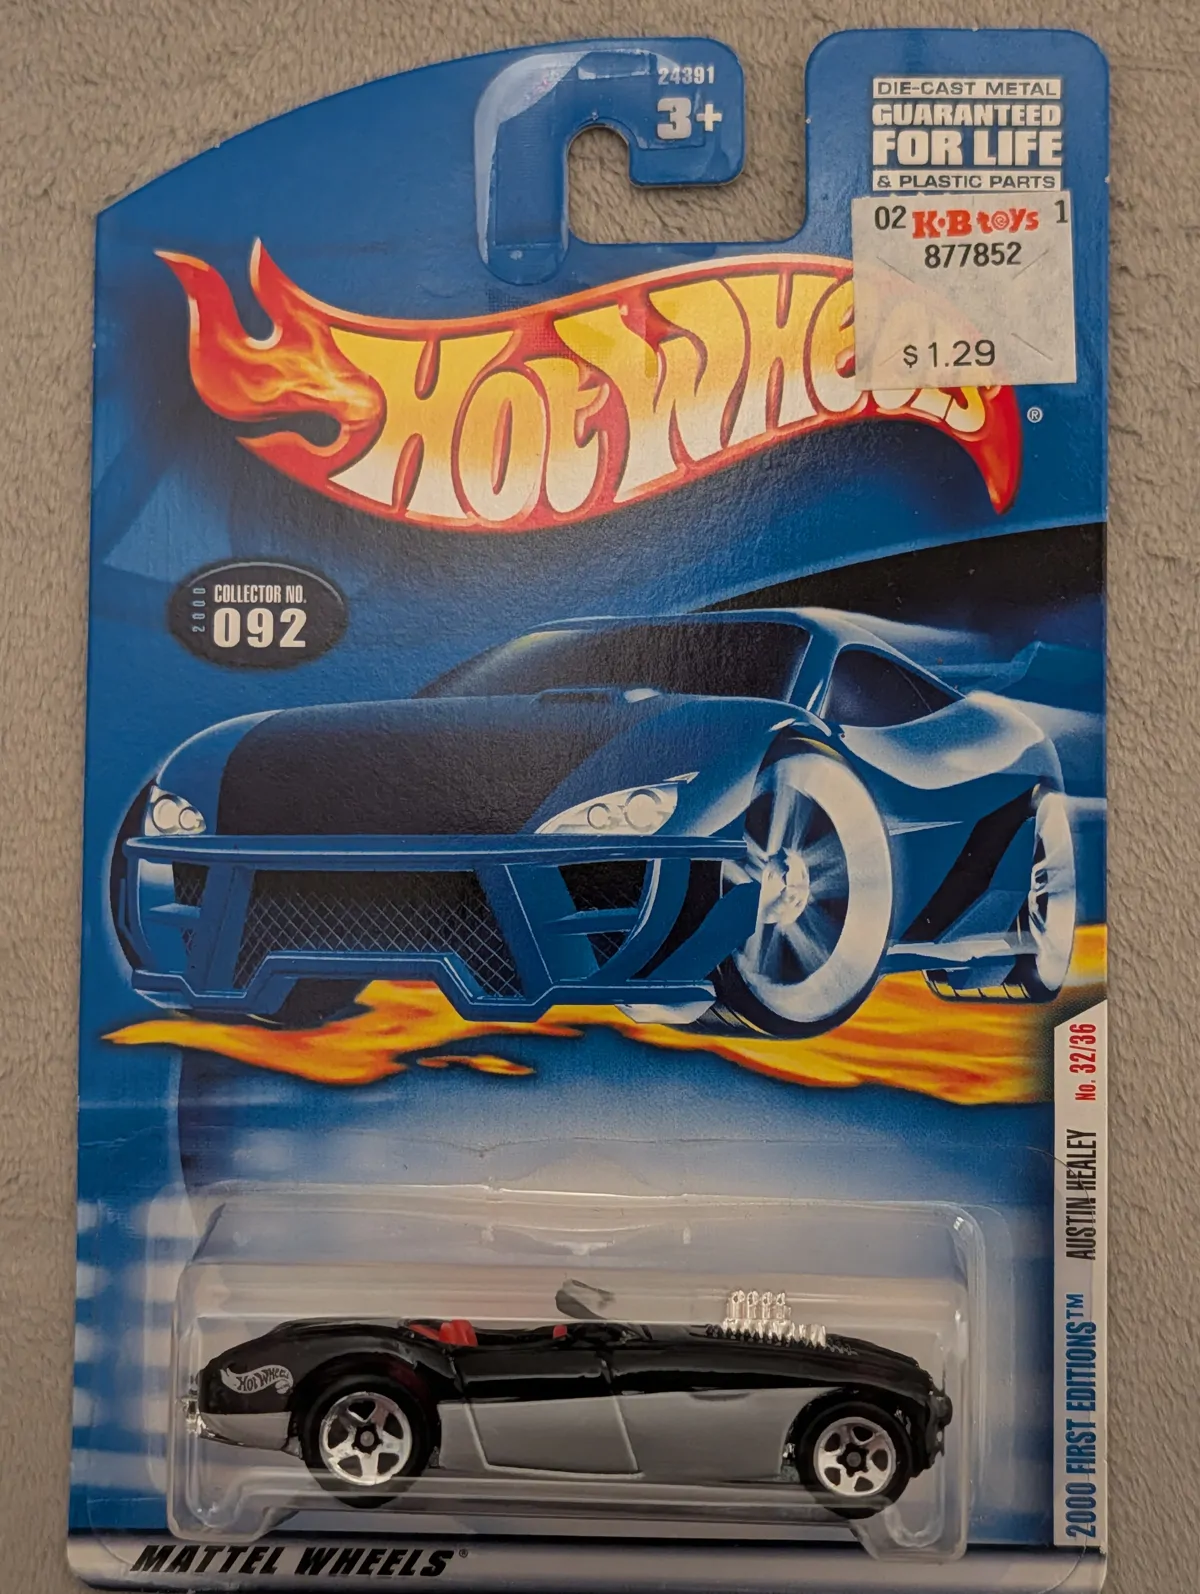 24391
3+
DIE-CAST METAL
GUARANTEED
FOR LIFE
& PLASTIC PARTS
02 K·B toys 1
877852
$1.29
HOT WHEELS®
2000
COLLECTOR NO.
092
No. 32/36
AUSTIN HEALEY
2000 FIRST EDITIONS™
HOT WHEELS
MATTEL WHEELS®